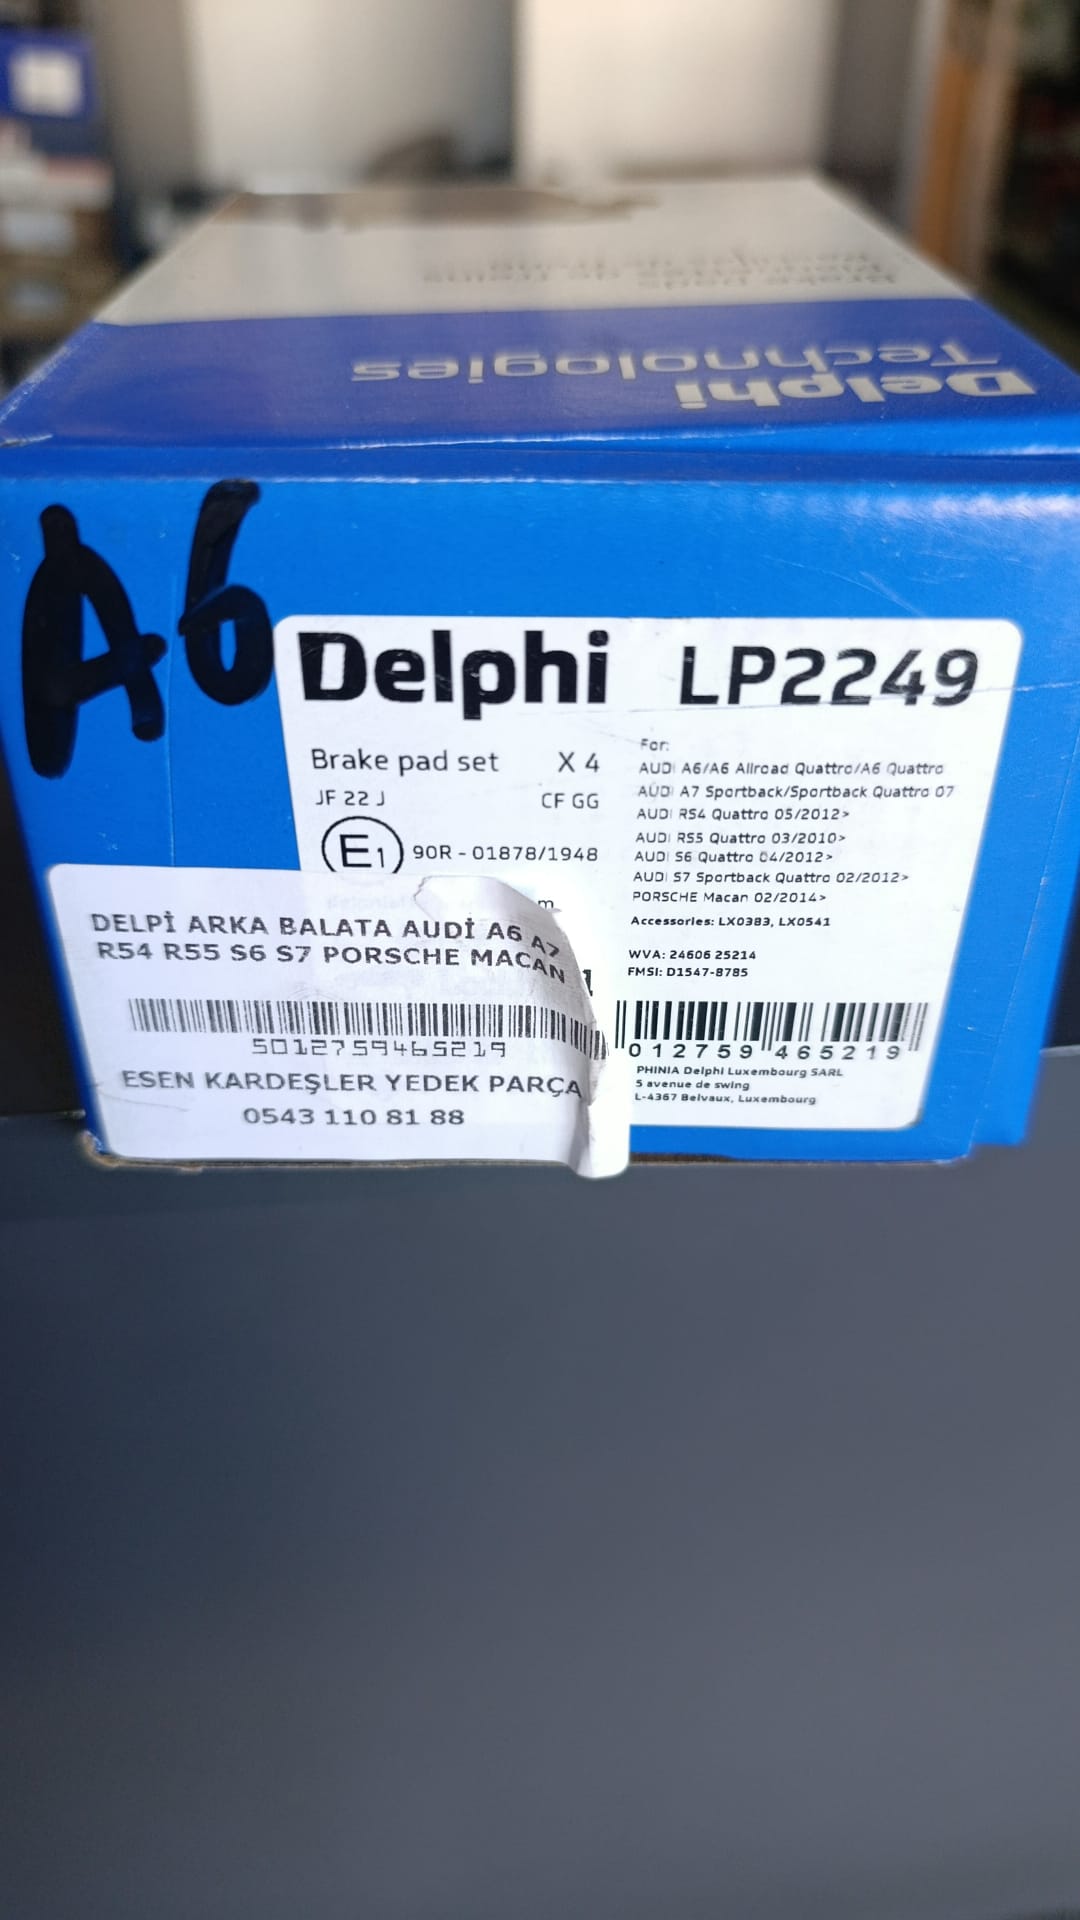 Brake pads
Delphi
Technologies
A6
Delphi LP2249
Brake pad set X 4
JF 22 J CF GG
E1 90R - 01878/1948
For:
AUDI A6/A6 Allroad Quattro/A6 Quattro
AUDI A7 Sportback/Sportback Quattro 07
AUDI RS4 Quattro 05/2012>
AUDI RS5 Quattro 03/2010>
AUDI S6 Quattro 04/2012>
AUDI S7 Sportback Quattro 02/2012>
PORSCHE Macan 02/2014>
Accessories: LX0383, LX0541
WVA: 24606 25214
FMSI: D1547-8785
012759 465219
PHINIA Delphi Luxembourg SARL
5 avenue de swing
L-4367 Belvaux, Luxembourg
DELPİ ARKA BALATA AUDİ A6 A7
R54 R55 S6 S7 PORSCHE MACAN
5012759465219
ESEN KARDEŞLER YEDEK PARÇA
0543 110 81 88